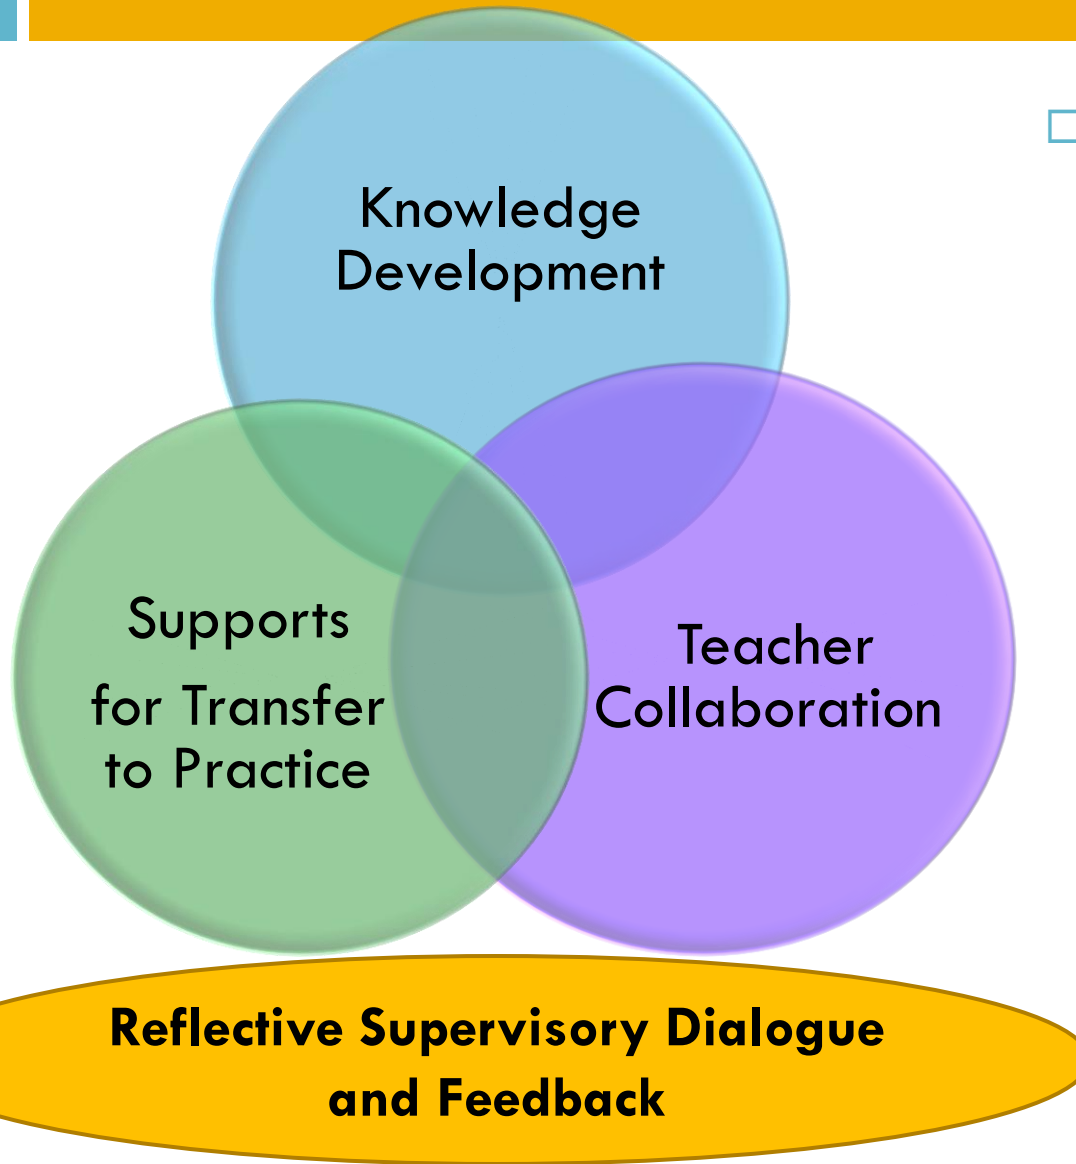 Knowledge
Development
Supports
for Transfer
to Practice
Teacher
Collaboration
Reflective Supervisory Dialogue
and Feedback